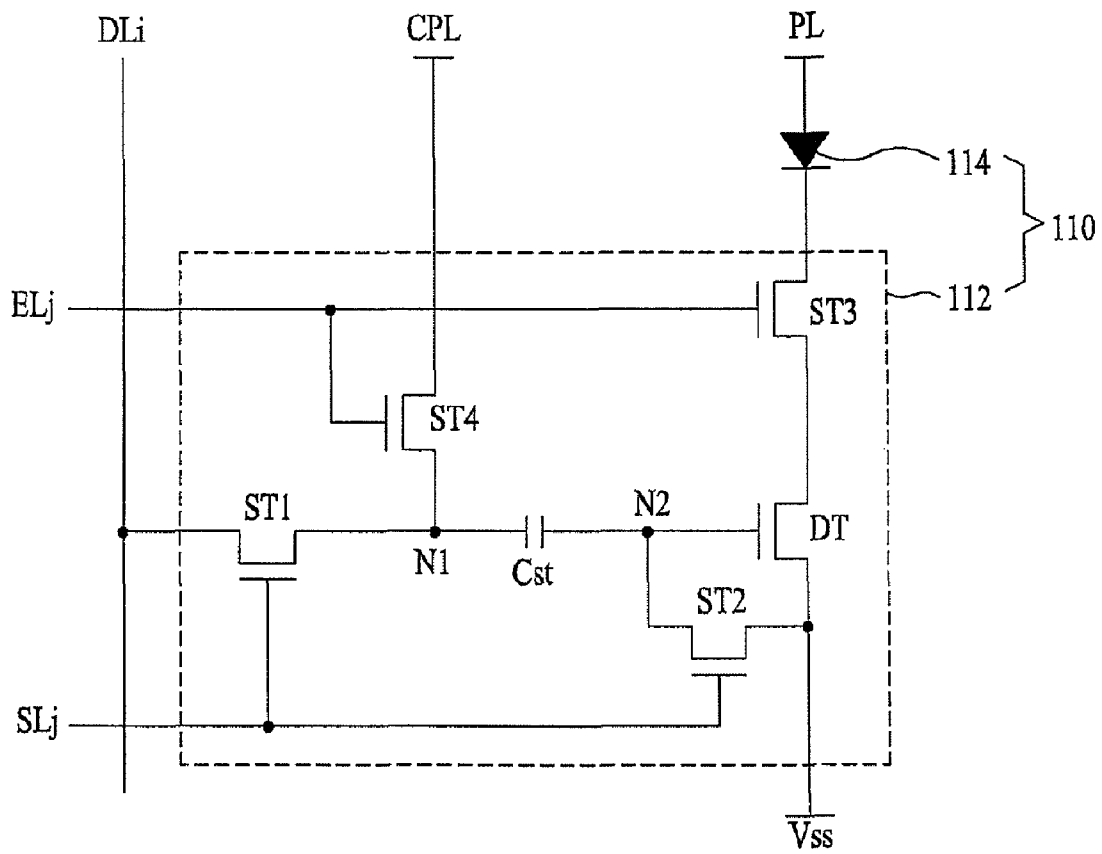 DLi
CPL
PL
114
110
ELj
112
ST3
ST4
ST1
N2
DT
N1
Cst
ST2
SLj
Vss